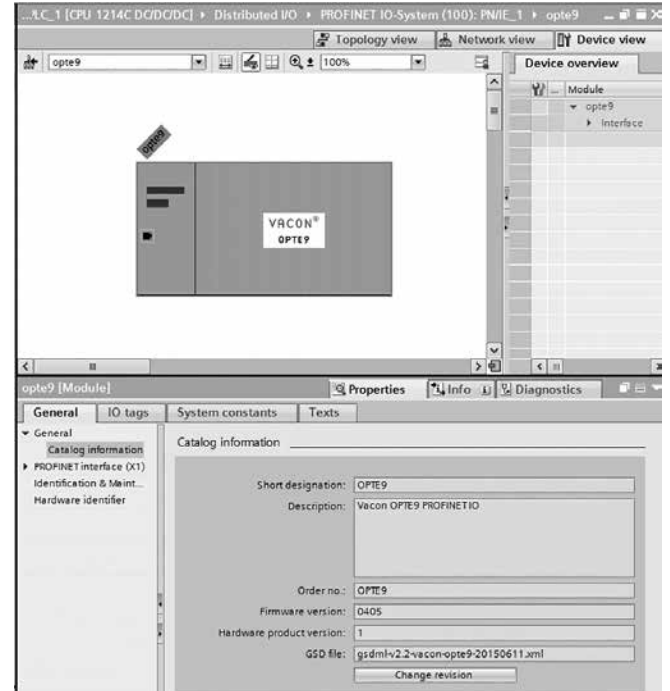 ...LC_1 [CPU 1214C DC/DC/DC] ▸ Distributed I/O ▸ PROFINET IO-System (100): PN/IE_1 ▸ opte9
Topology view Network view Device view
opte9 100% Device overview
... Module
opte9
Interface
opte9
VACON®
OPTE9
opte9 [Module] Properties Info Diagnostics
General IO tags System constants Texts
General
Catalog information
PROFINET interface (X1)
Identification & Maint...
Hardware identifier
Catalog information
Short designation: OPTE9
Description: Vacon OPTE9 PROFINET IO
Order no.: OPTE9
Firmware version: 0405
Hardware product version: 1
GSD file: gsdml-v2.2-vacon-opte9-20150611.xml
Change revision